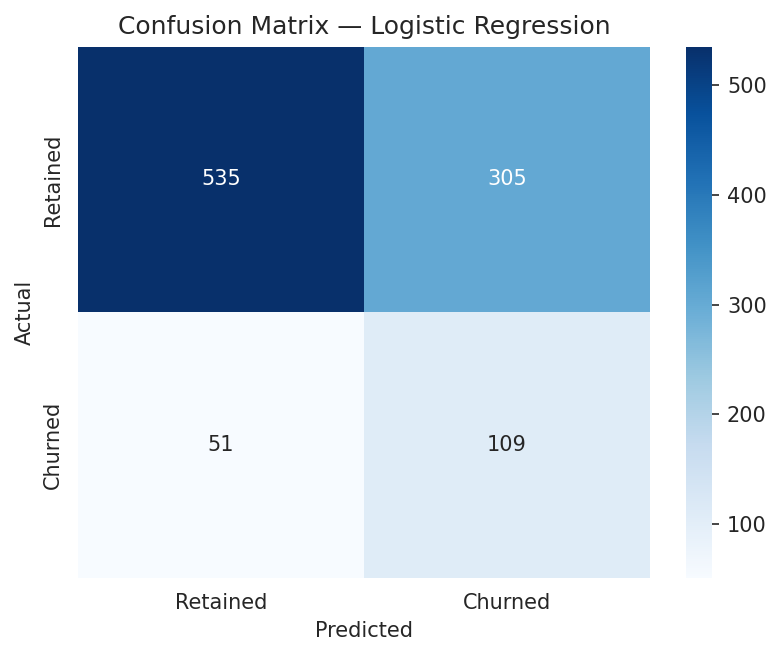 Confusion Matrix — Logistic Regression
Actual
Retained
535
305
500
400
300
200
100
Churned
51
109
Retained
Churned
Predicted